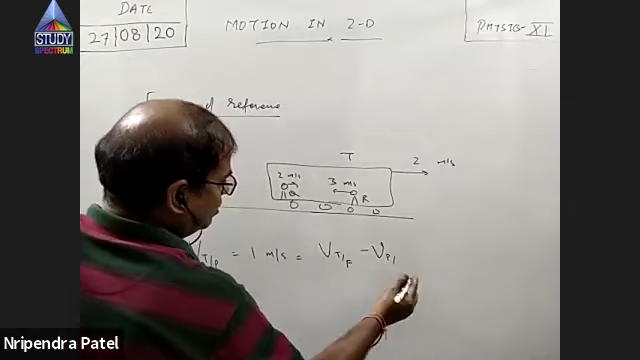 DATE
27/08/20
MOTION IN 2-D
PHYSICS-XI
STUDY
SPECTRUM
reference
T
2 m/s
2 m/s
3 m/s
Q
R
V T/P = 1 m/s = V T/F - V P/
Nripendra Patel